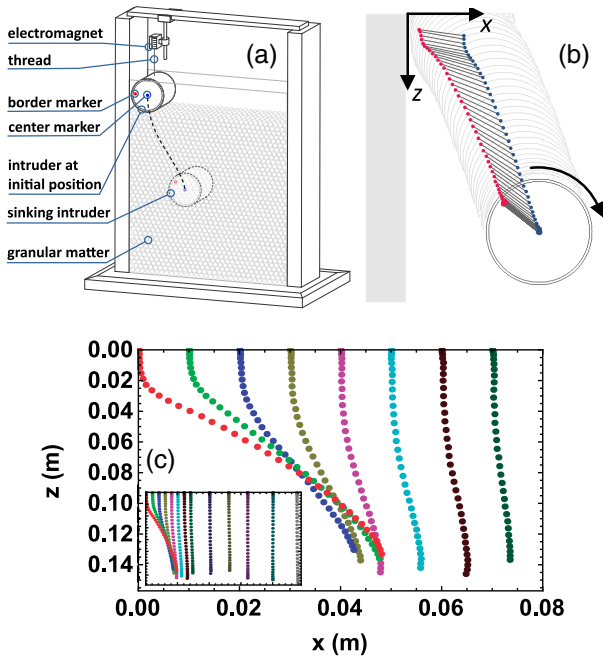 electromagnet
(a)
thread
border marker
center marker
intruder at
initial position
sinking intruder
granular matter
x
(b)
z
0.00
0.02
0.04
0.06
0.08
0.10
0.12
0.14
z (m)
(c)
0.00
0.02
0.04
0.06
0.08
x (m)